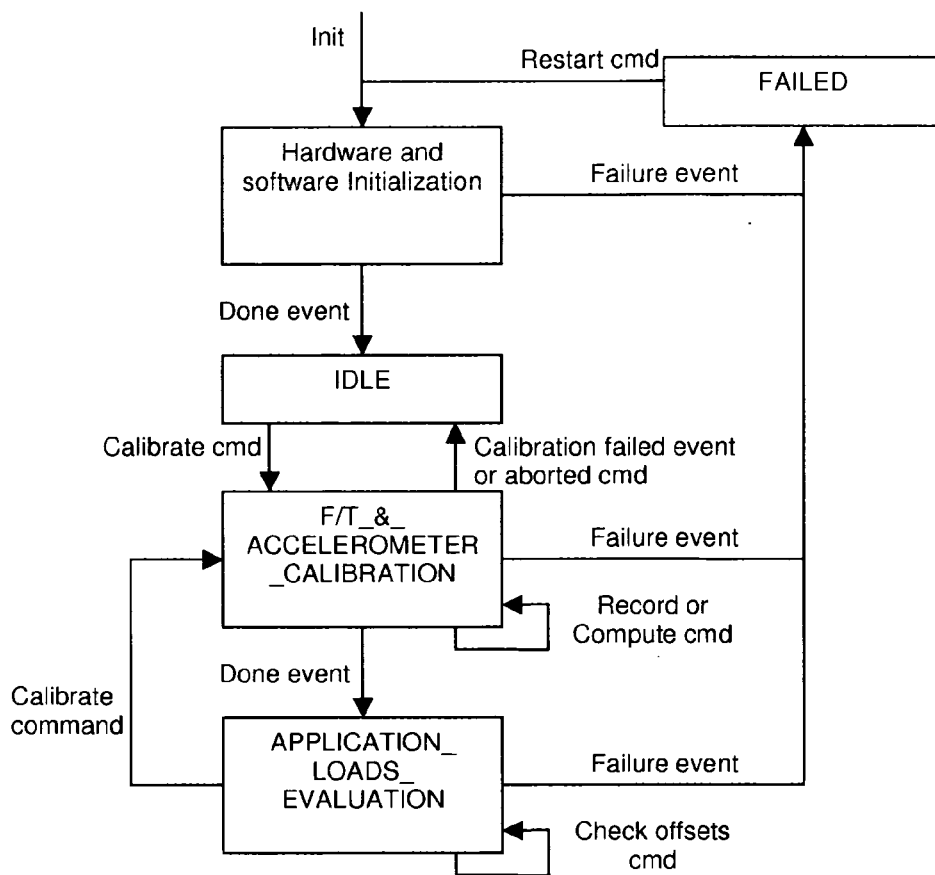 Init
Restart cmd
FAILED
Hardware and
software Initialization
Failure event
Done event
IDLE
Calibrate cmd
Calibration failed event
or aborted cmd
F/T_&_
ACCELEROMETER
_CALIBRATION
Failure event
Record or
Compute cmd
Done event
Calibrate
command
APPLICATION_
LOADS_
EVALUATION
Failure event
Check offsets
cmd